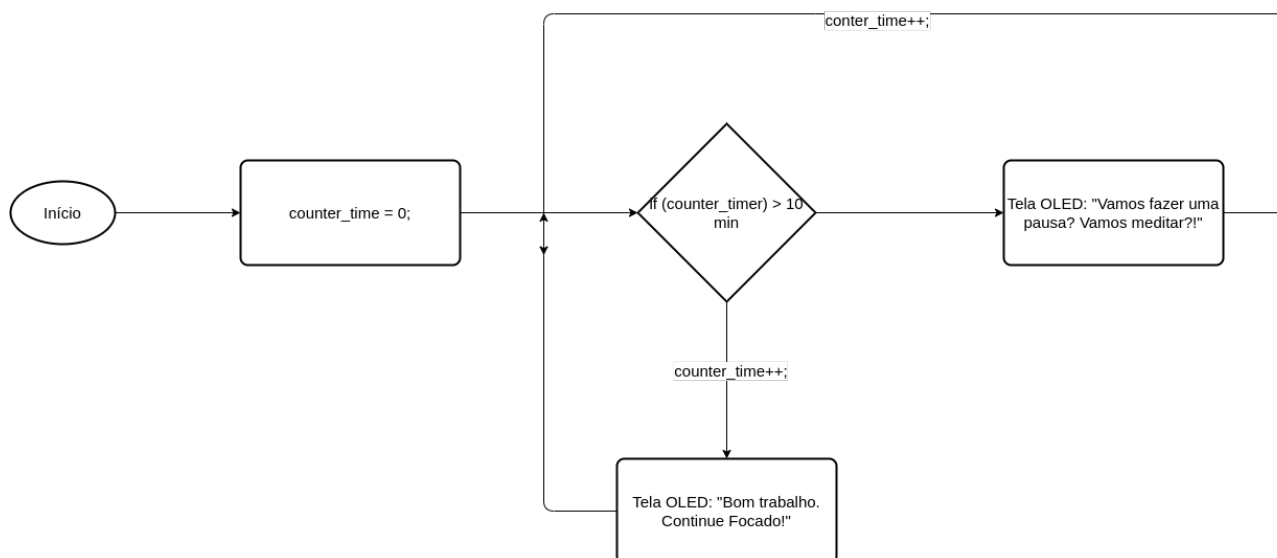 conter_time++;
Início
counter_time = 0;
if (counter_timer) > 10
min
Tela OLED: "Vamos fazer uma
pausa? Vamos meditar?!"
counter_time++;
Tela OLED: "Bom trabalho.
Continue Focado!"